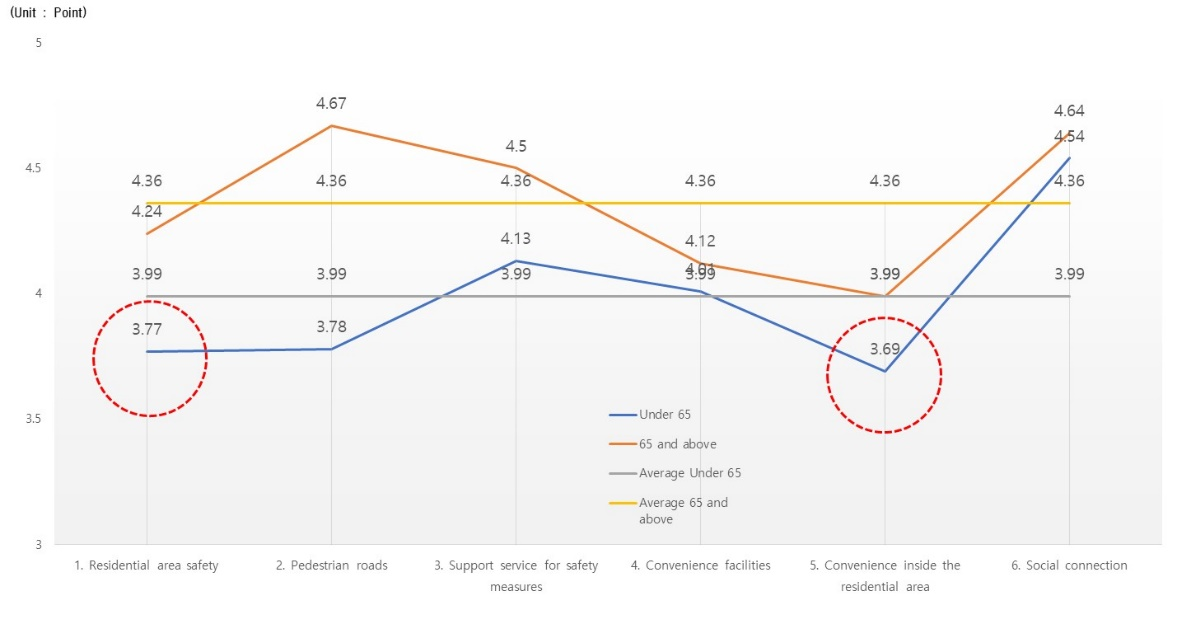 (Unit : Point)
5
4.5
4
3.5
3
4.67
4.64
4.54
4.5
4.36
4.36
4.36
4.36
4.36
4.36
4.24
4.13
4.12
4.01
3.99
3.99
3.99
3.99
3.99
3.99
3.77
3.78
3.69
Under 65
65 and above
Average Under 65
Average 65 and
above
1. Residential area safety
2. Pedestrian roads
3. Support service for safety
measures
4. Convenience facilities
5. Convenience inside the
residential area
6. Social connection